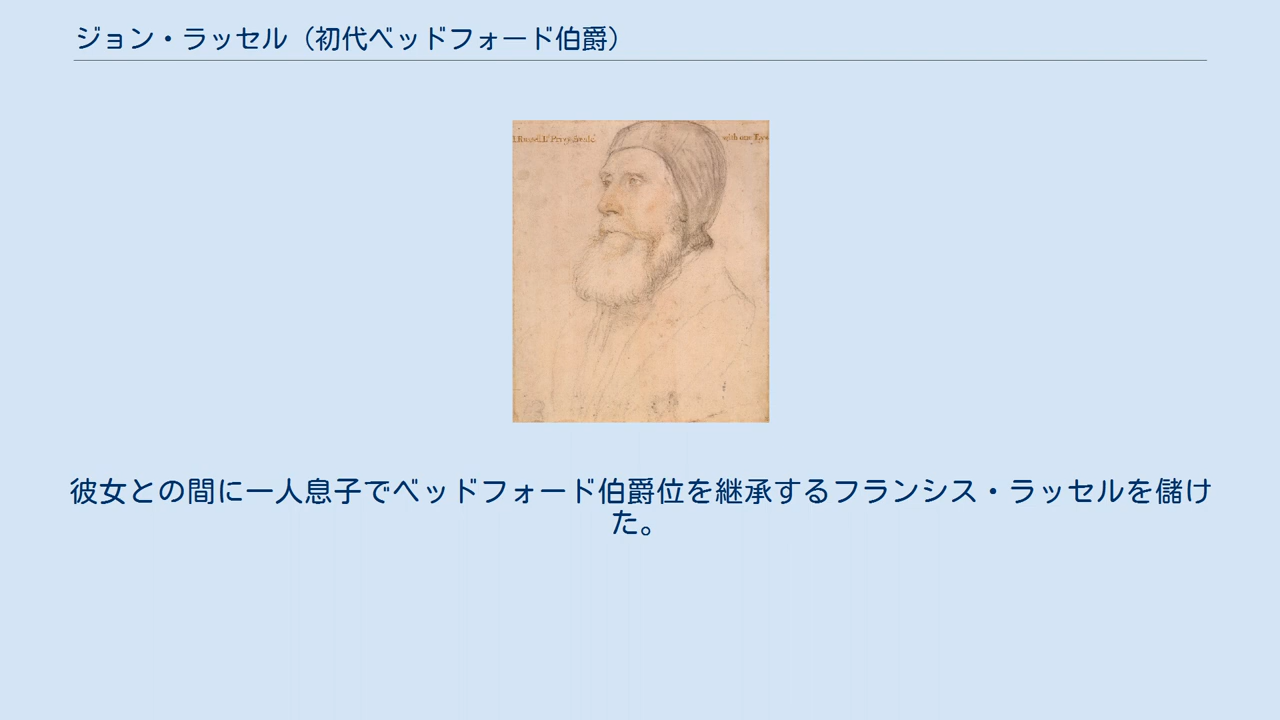 ジョン・ラッセル（初代ベッドフォード伯爵）
with one Eye
彼女との間に一人息子でベッドフォード伯爵位を継承するフランシス・ラッセルを儲け
た。